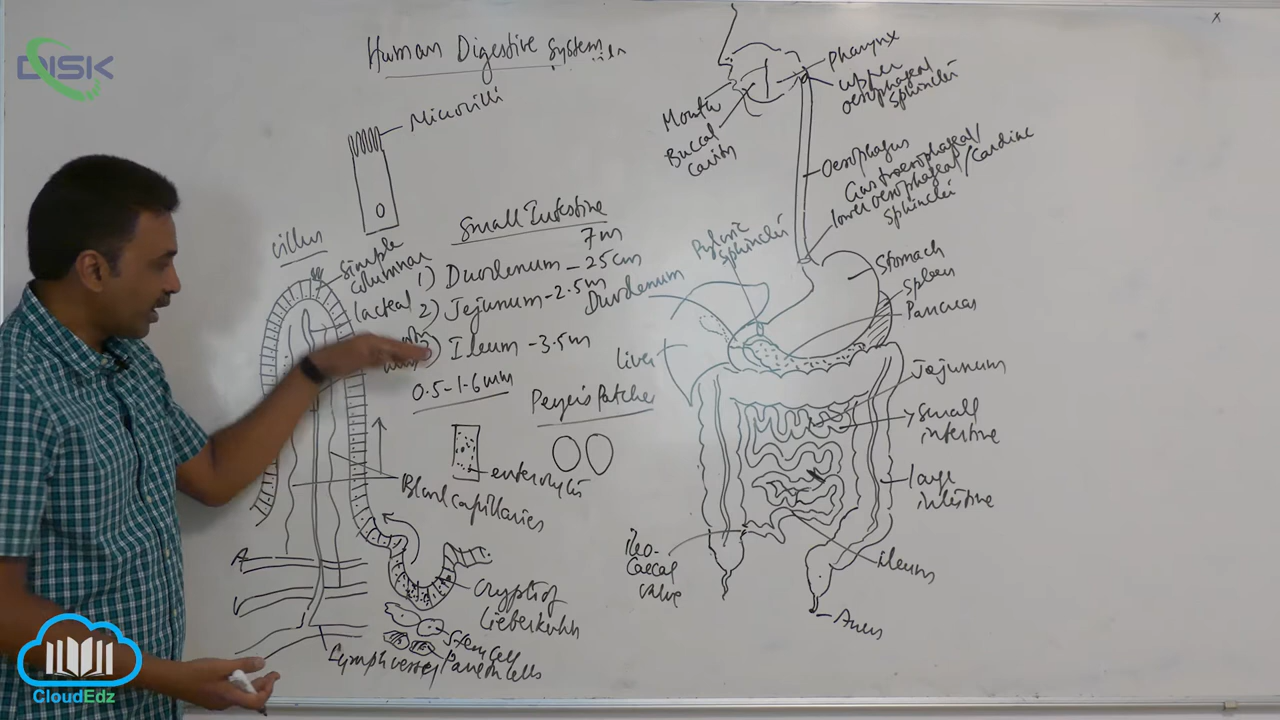 DISK
Human Digestive System
Microvilli
villus
Simple
columnar
lacteal
Small Intestine
7m
1) Duodenum - 25cm
2) Jejunum - 2.5m
3) Ileum - 3.5m
0.5-1.6mm
Peyer's Patches
enterocytes
Blood capillaries
A
V
Crypts of
Lieberkuhn
Stem cell
Paneth cells
Lymph vessel
Mouth
Buccal
cavity
Pharynx
upper
oesophageal
sphincter
Oesophagus
Gastroesophageal/
lower oesophageal/Cardiac
sphincter
Pyloric
sphincter
Duodenum
Stomach
Spleen
Pancreas
Liver
Jejunum
Small
intestine
large
intestine
Ileo-
caecal
valve
ileum
Anus
x
CloudEdz